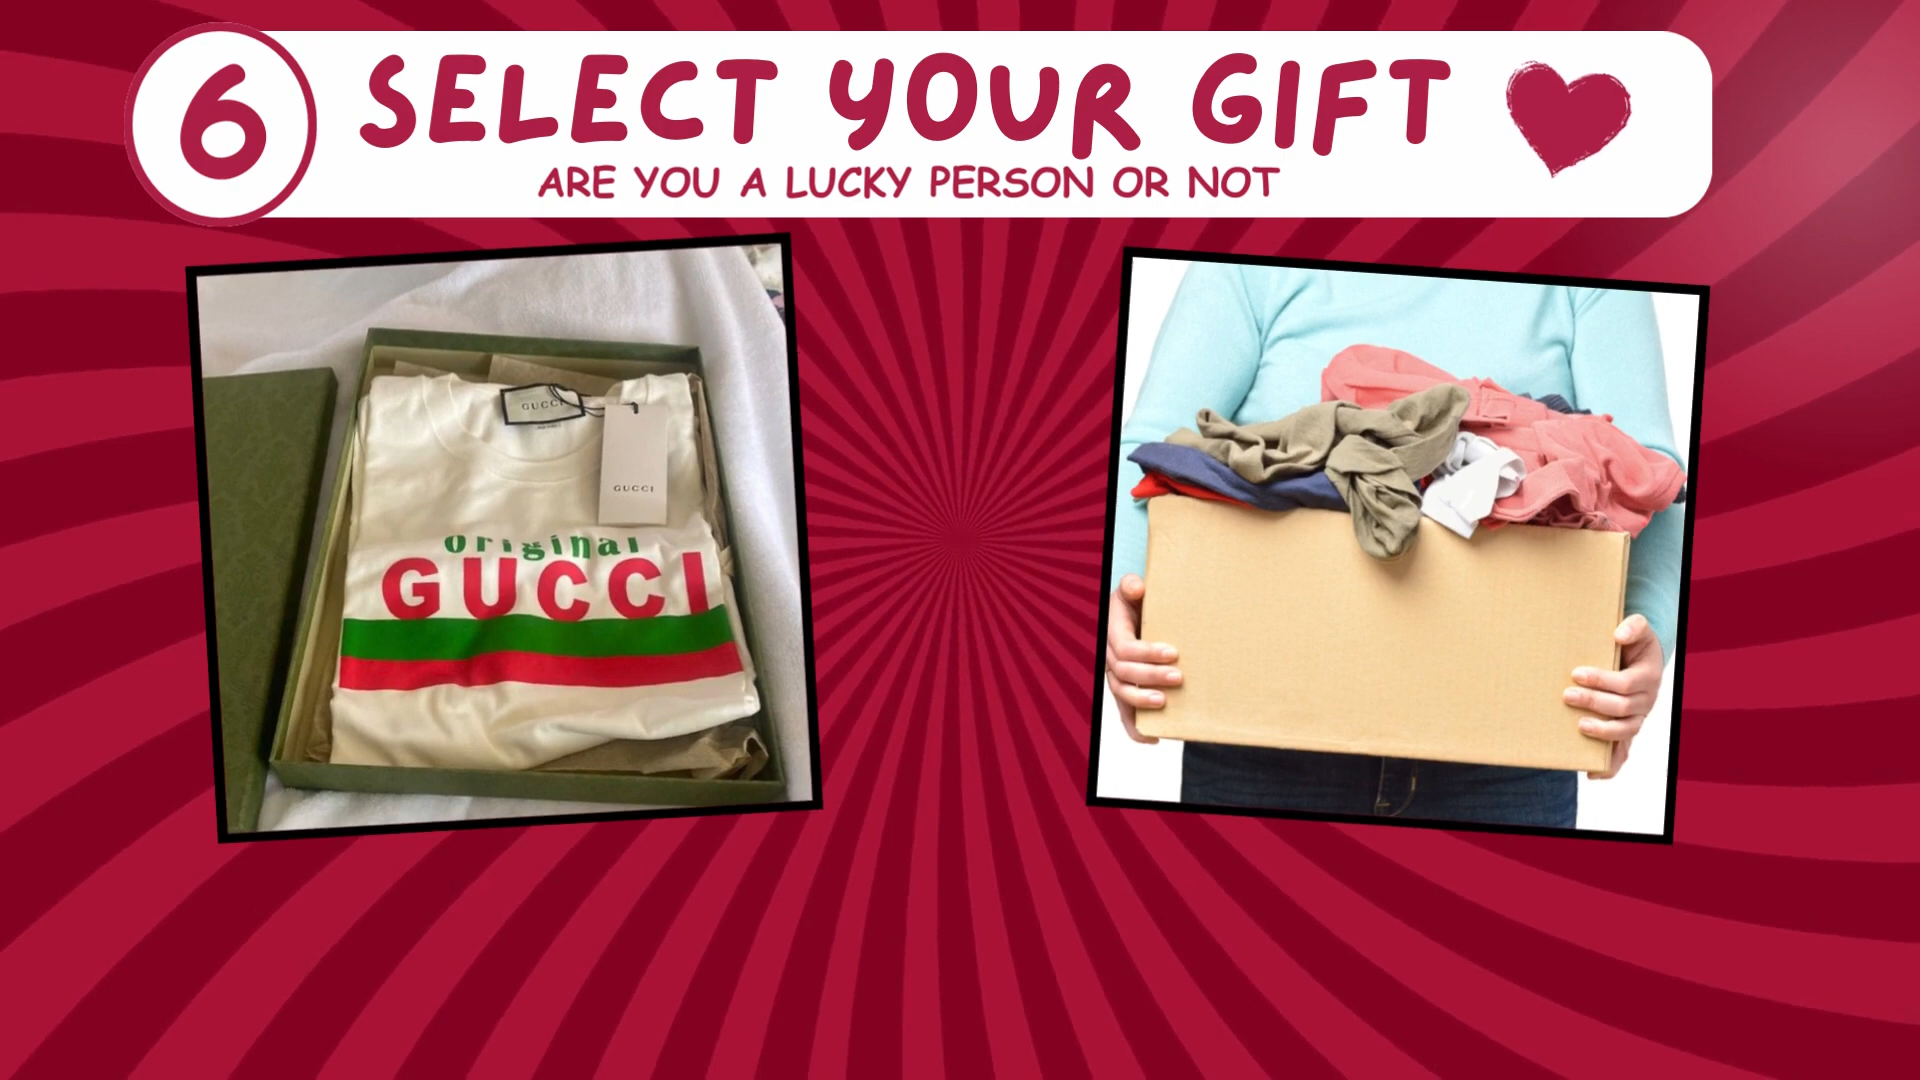 6
SELECT YOUR GIFT
ARE YOU A LUCKY PERSON OR NOT
GUCCI
GUCCI
original
GUCCI